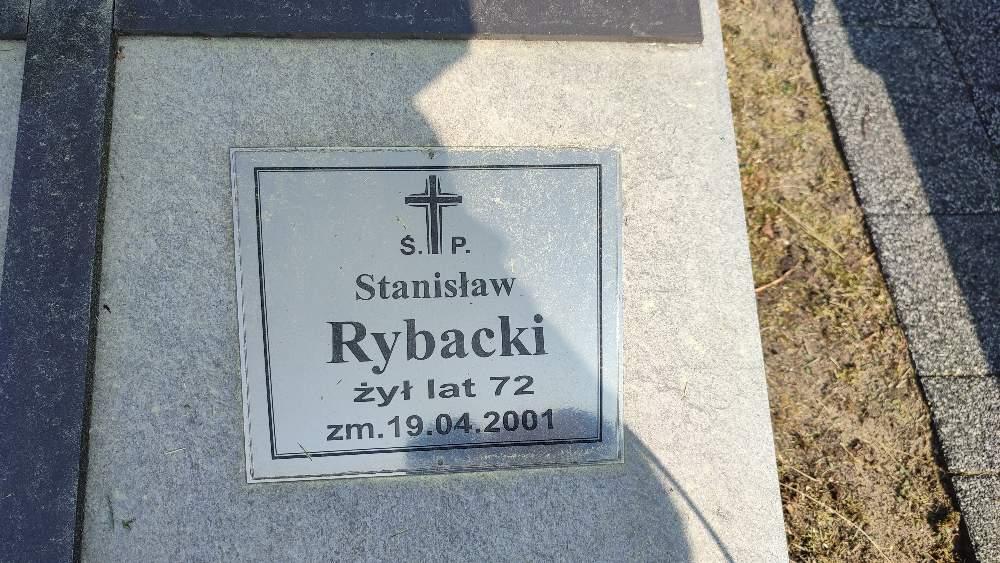 Ś. P.
Stanisław
Rybacki
żył lat 72
zm.19.04.2001